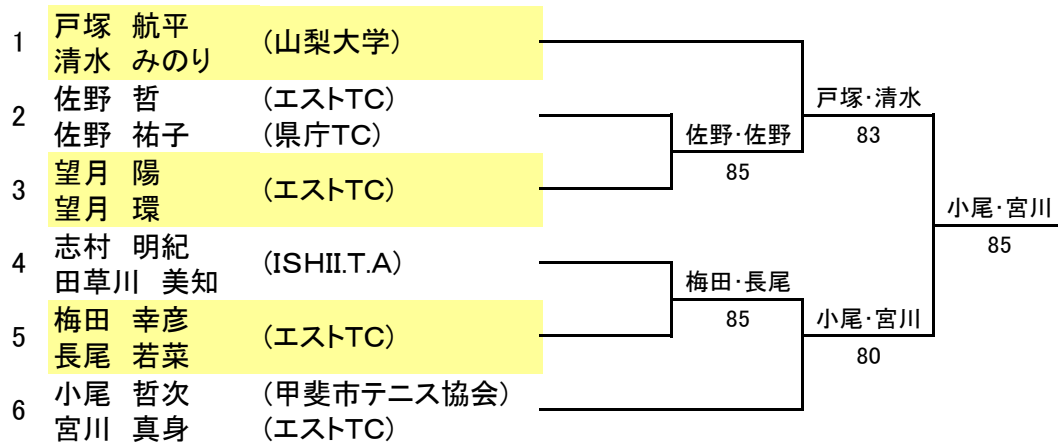 1 戸塚 航平 (山梨大学)
清水 みのり
2 佐野 哲 (エストTC)
佐野 祐子 (県庁TC)
3 望月 陽 (エストTC)
望月 環
4 志村 明紀 (ISHII.T.A)
田草川 美知
5 梅田 幸彦 (エストTC)
長尾 若菜
6 小尾 哲次 (甲斐市テニス協会)
宮川 真身 (エストTC)
佐野・佐野
85
梅田・長尾
85
戸塚・清水
83
小尾・宮川
80
小尾・宮川
85